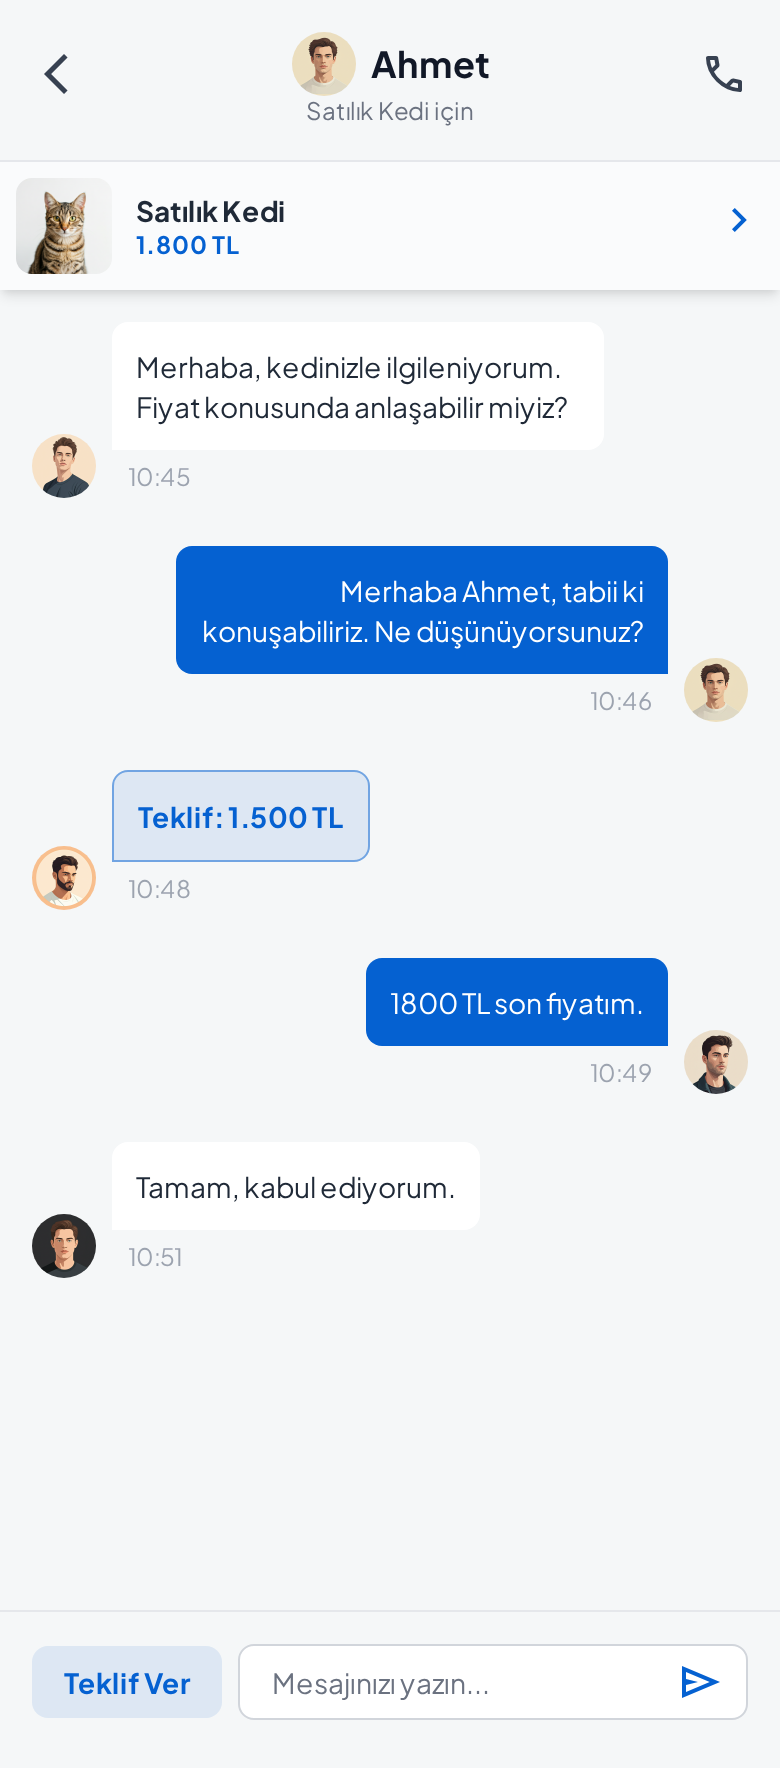 Ahmet
Satılık Kedi için
Satılık Kedi
1.800 TL
Merhaba, kedinizle ilgileniyorum.
Fiyat konusunda anlaşabilir miyiz?
10:45
Merhaba Ahmet, tabii ki
konuşabiliriz. Ne düşünüyorsunuz?
10:46
Teklif: 1.500 TL
10:48
1800 TL son fiyatım.
10:49
Tamam, kabul ediyorum.
10:51
Teklif Ver
Mesajınızı yazın...